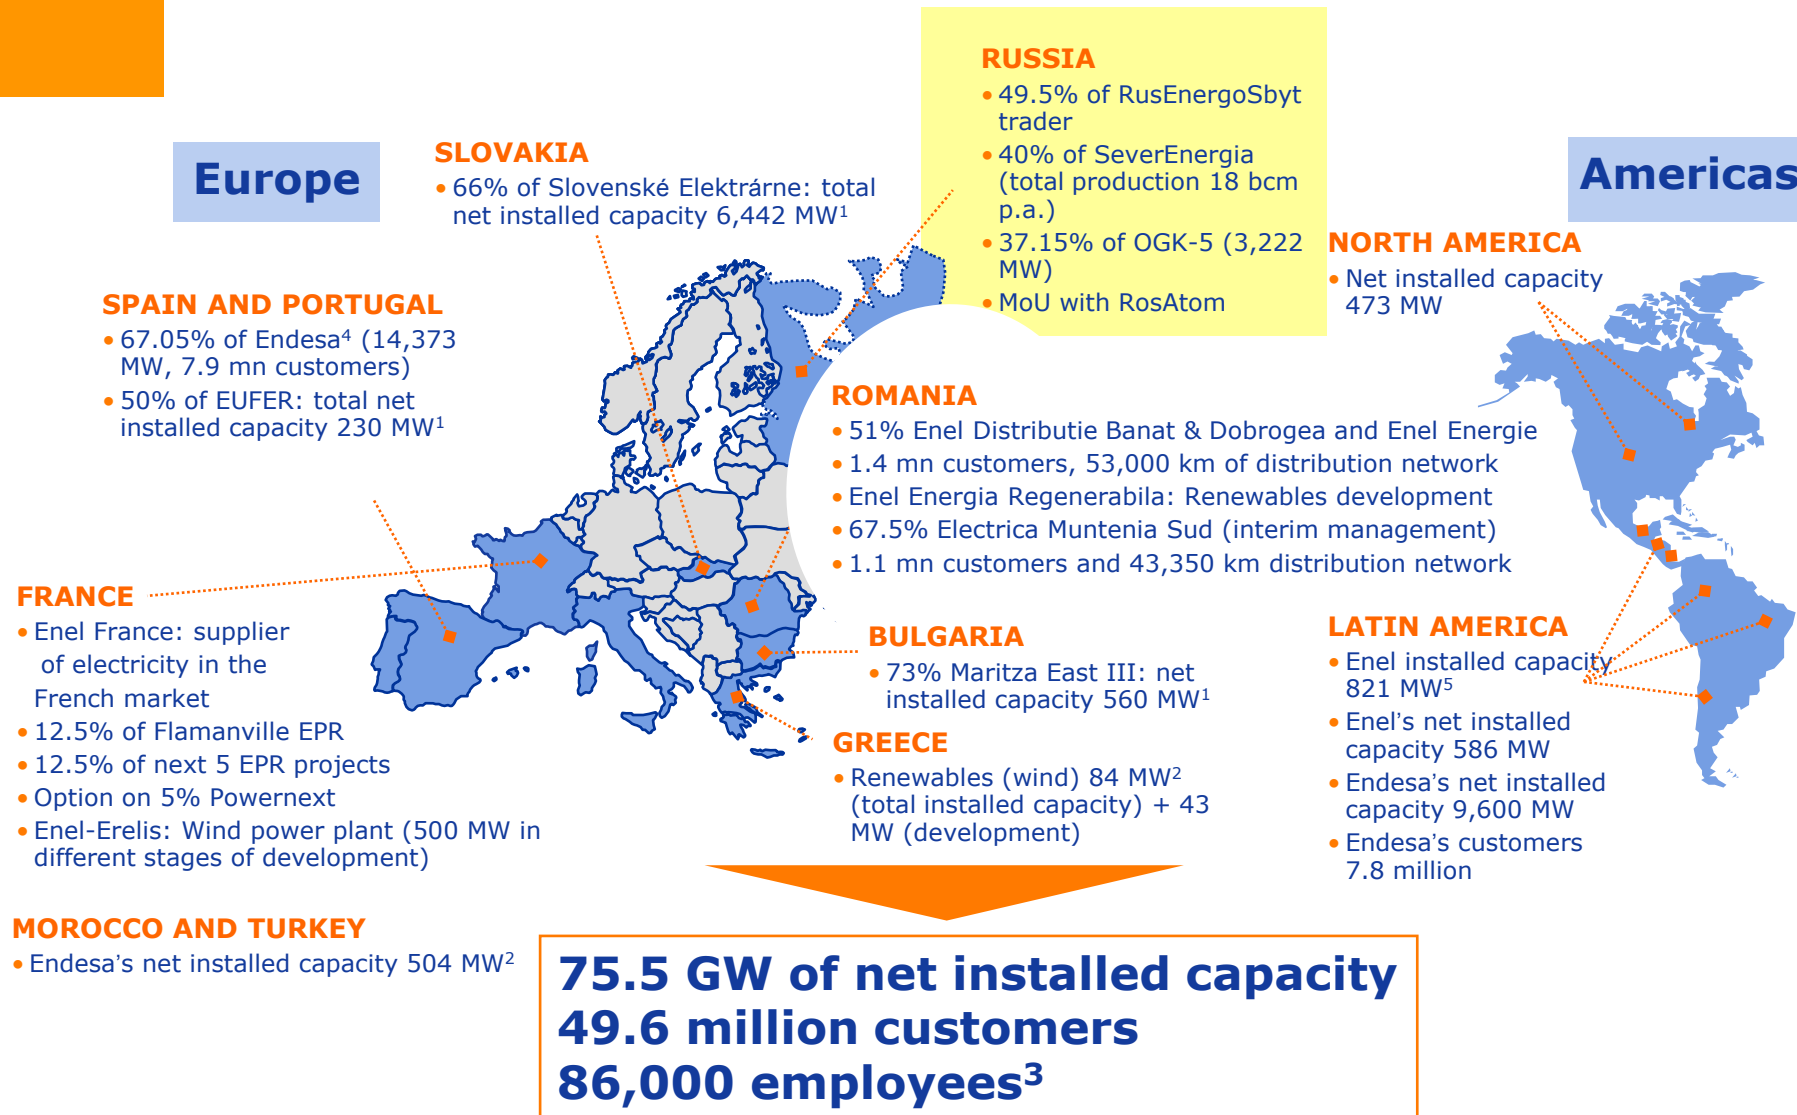 Europe
Americas
RUSSIA
• 49.5% of RusEnergoSbyt
trader
• 40% of SeverEnergia
(total production 18 bcm
p.a.)
• 37.15% of OGK-5 (3,222
MW)
• MoU with RosAtom
SLOVAKIA
• 66% of Slovenské Elektrárne: total
net installed capacity 6,442 MW¹
SPAIN AND PORTUGAL
• 67.05% of Endesa⁴ (14,373
MW, 7.9 mn customers)
• 50% of EUFER: total net
installed capacity 230 MW¹
NORTH AMERICA
• Net installed capacity
473 MW
ROMANIA
• 51% Enel Distributie Banat & Dobrogea and Enel Energie
• 1.4 mn customers, 53,000 km of distribution network
• Enel Energia Regenerabila: Renewables development
• 67.5% Electrica Muntenia Sud (interim management)
• 1.1 mn customers and 43,350 km distribution network
FRANCE
• Enel France: supplier
of electricity in the
French market
• 12.5% of Flamanville EPR
• 12.5% of next 5 EPR projects
• Option on 5% Powernext
• Enel-Erelis: Wind power plant (500 MW in
different stages of development)
BULGARIA
• 73% Maritza East III: net
installed capacity 560 MW¹
GREECE
• Renewables (wind) 84 MW²
(total installed capacity) + 43
MW (development)
LATIN AMERICA
• Enel installed capacity
821 MW⁵
• Enel’s net installed
capacity 586 MW
• Endesa’s net installed
capacity 9,600 MW
• Endesa’s customers
7.8 million
MOROCCO AND TURKEY
• Endesa’s net installed capacity 504 MW²
75.5 GW of net installed capacity
49.6 million customers
86,000 employees³